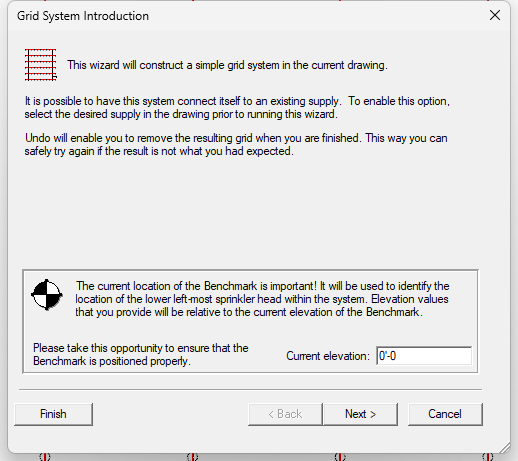 Grid System Introduction
This wizard will construct a simple grid system in the current drawing.
It is possible to have this system connect itself to an existing supply.  To enable this option,
select the desired supply in the drawing prior to running this wizard.
Undo will enable you to remove the resulting grid when you are finished. This way you can
safely try again if the result is not what you had expected.
The current location of the Benchmark is important! It will be used to identify the
location of the lower left-most sprinkler head within the system. Elevation values
that you provide will be relative to the current elevation of the Benchmark.
Please take this opportunity to ensure that the
Benchmark is positioned properly.
Current elevation: 0'-0
Finish
< Back
Next >
Cancel